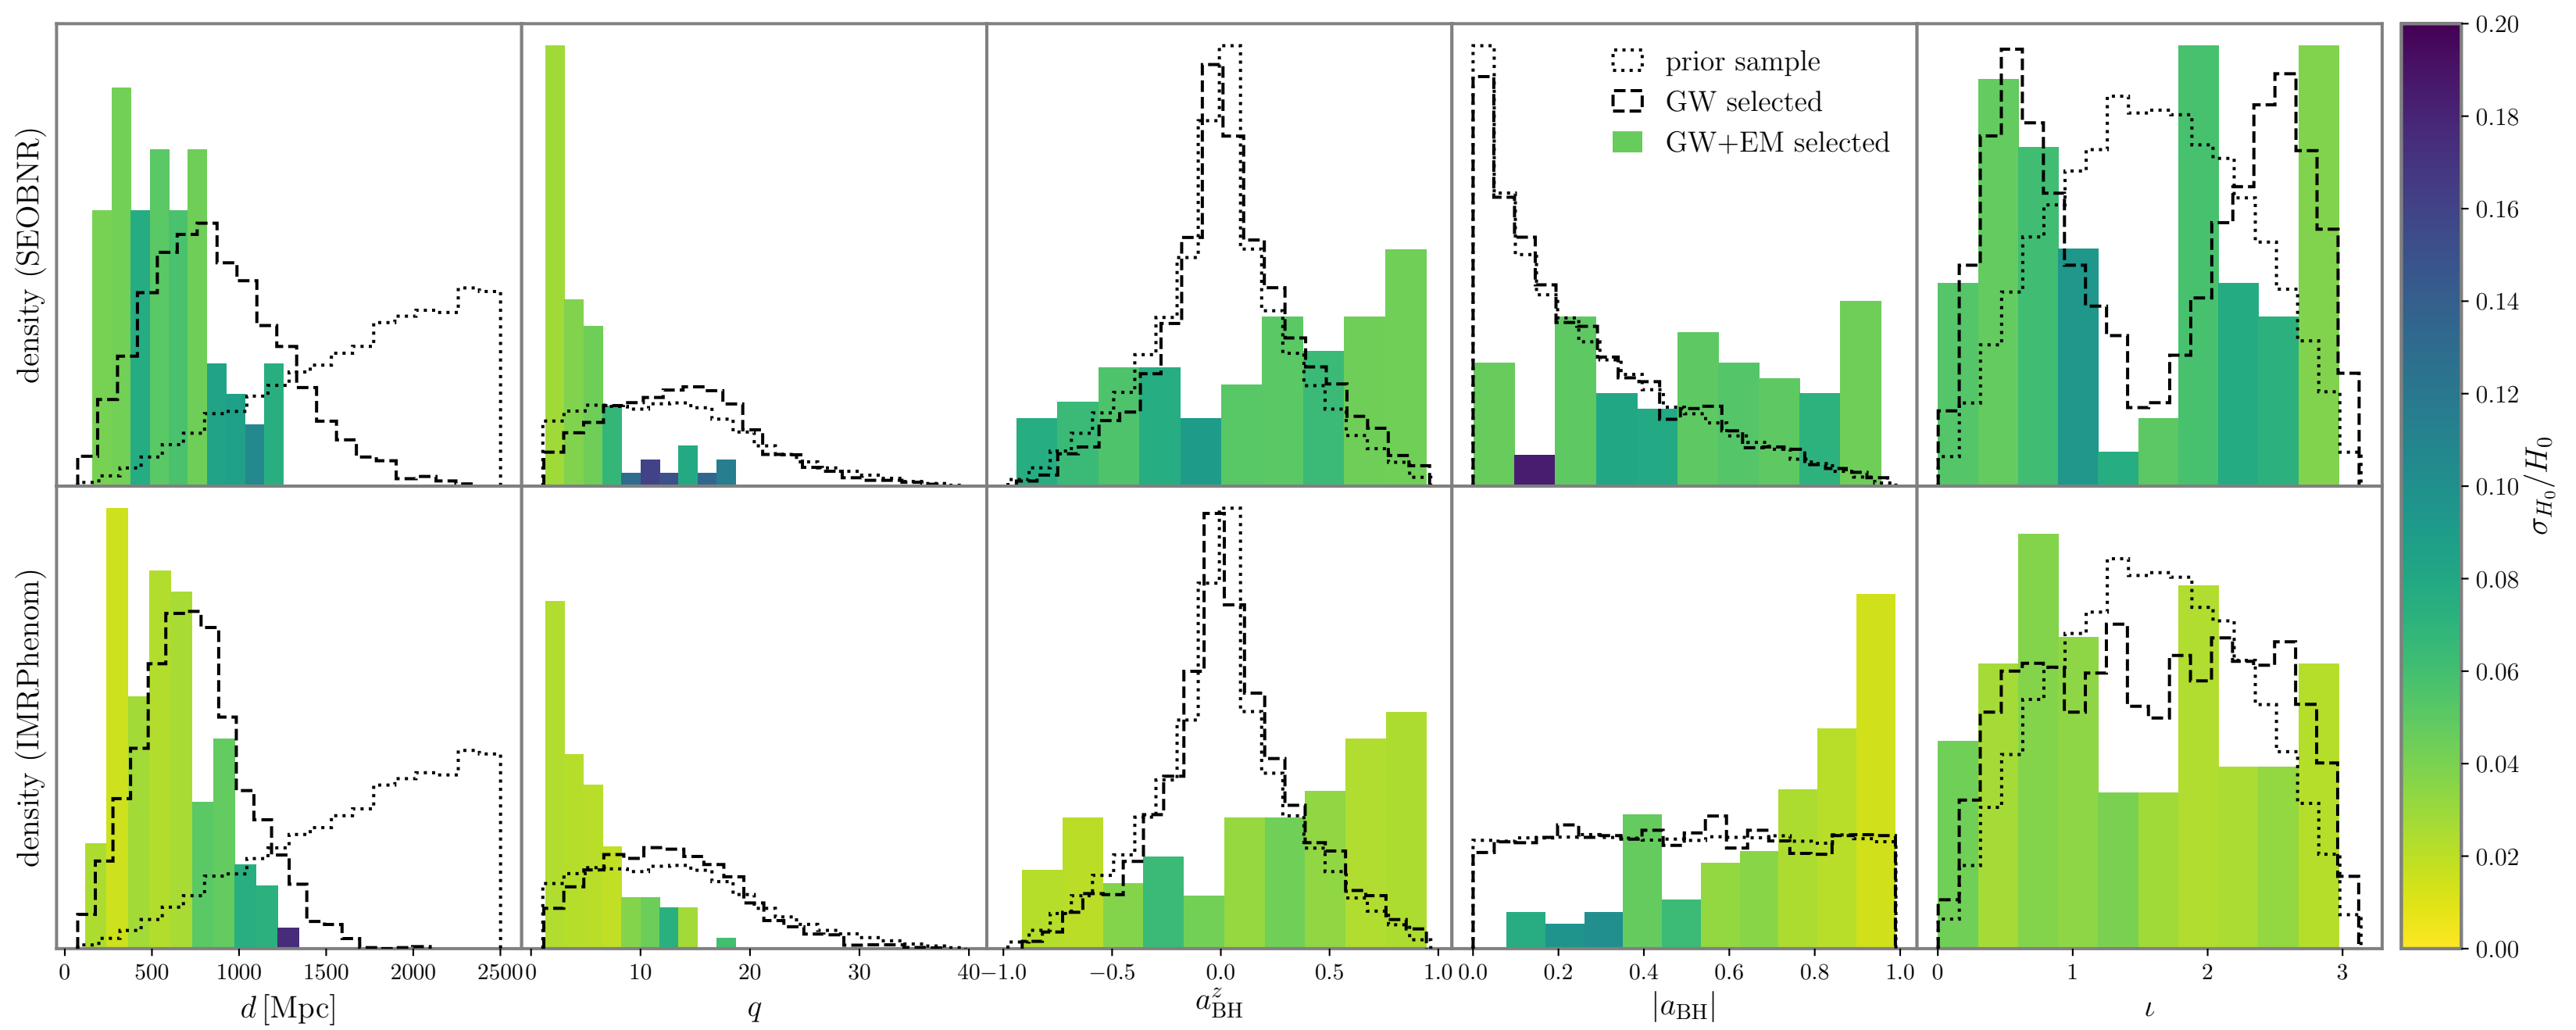 prior sample
GW selected
GW+EM selected
density (SEOBNR)
density (IMRPhenom)
0 500 1000 1500 2000 2500
0 10 20 30 40
−1.0 −0.5 0.0 0.5 1.0
0.0 0.2 0.4 0.6 0.8 1.0
0 1 2 3
d [Mpc]
q
a^z_BH
|a_BH|
ι
0.20
0.18
0.16
0.14
0.12
0.10
0.08
0.06
0.04
0.02
0.00
σ_{H_0}/H_0